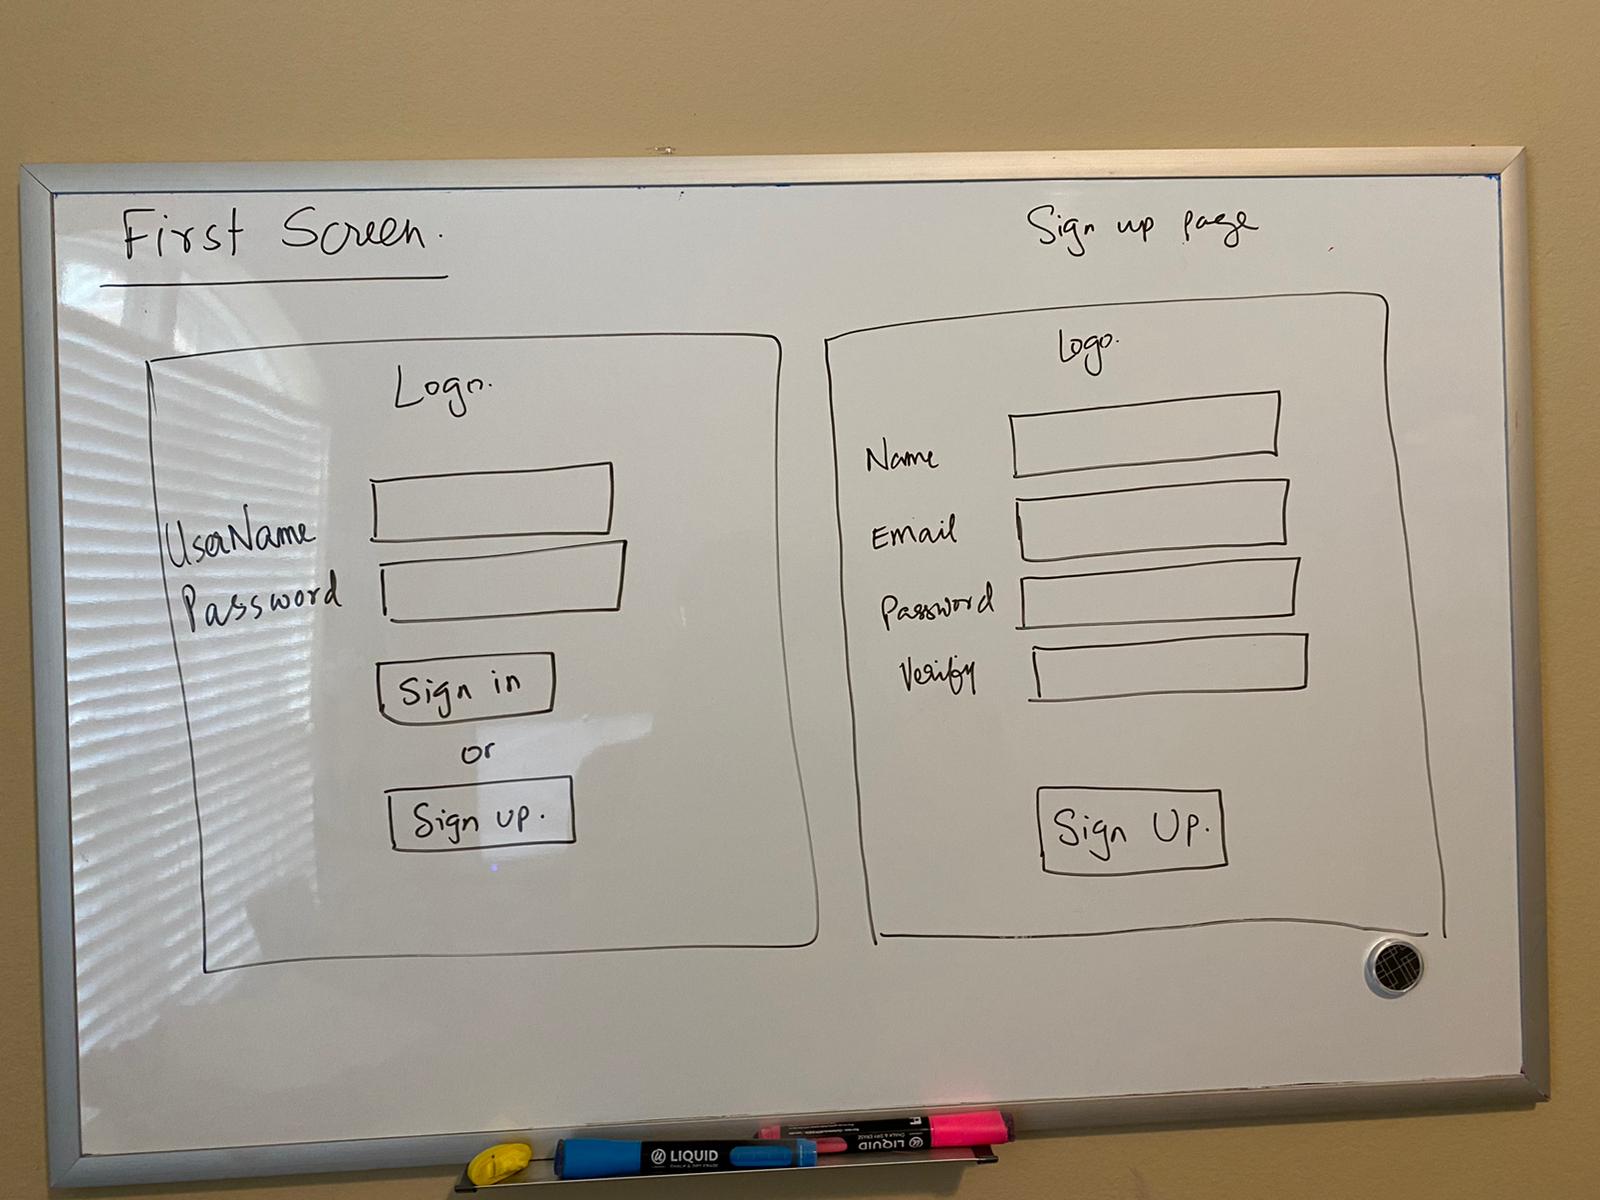 First Screen.
Logo.
UserName
Password
Sign in
or
Sign up.
Sign up page
Logo.
Name
Email
Password
Verify
Sign Up.
LIQUID
LIQUID